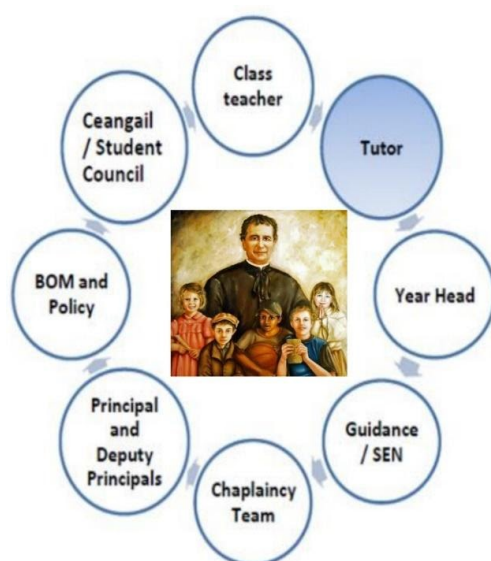 Class
teacher
Tutor
Year Head
Guidance
/ SEN
Chaplaincy
Team
Principal
and
Deputy
Principals
BOM and
Policy
Ceangail
/ Student
Council